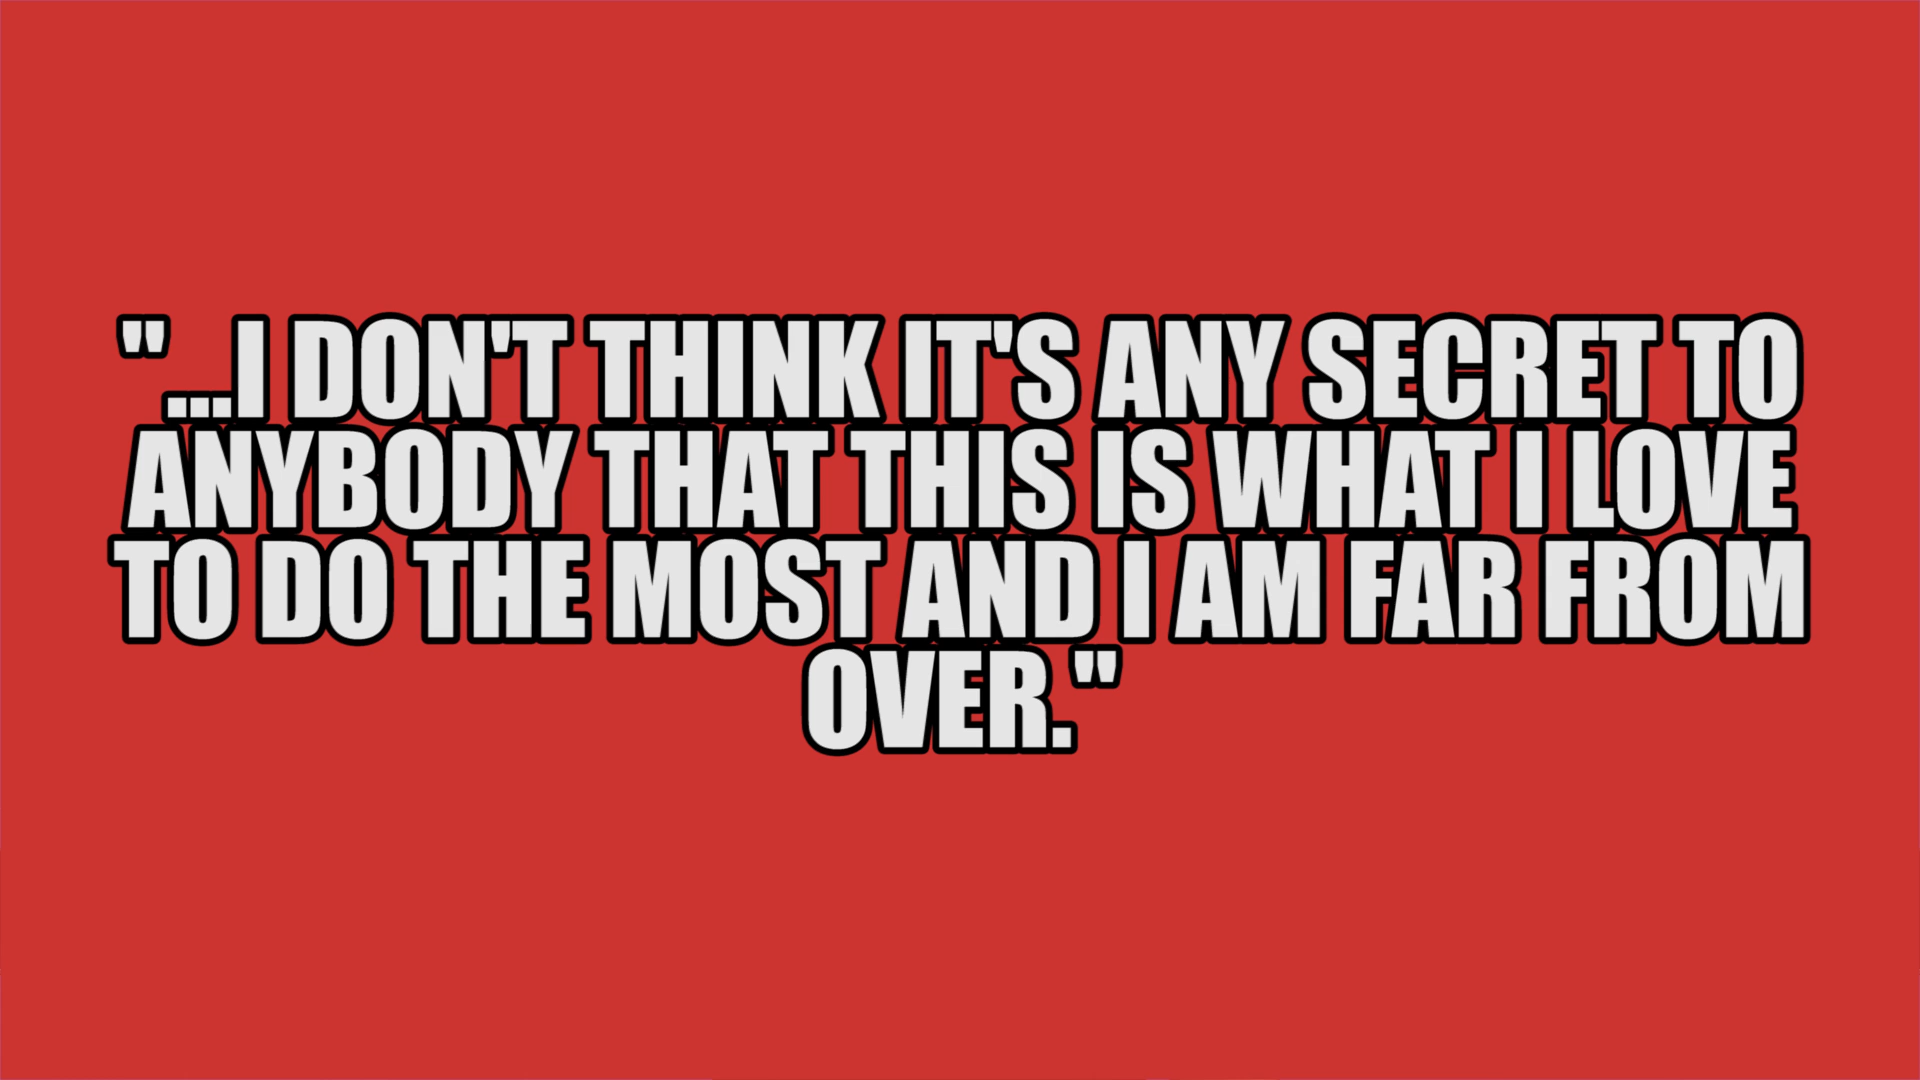 "...I DON'T THINK IT'S ANY SECRET TO
ANYBODY THAT THIS IS WHAT I LOVE
TO DO THE MOST AND I AM FAR FROM
OVER."